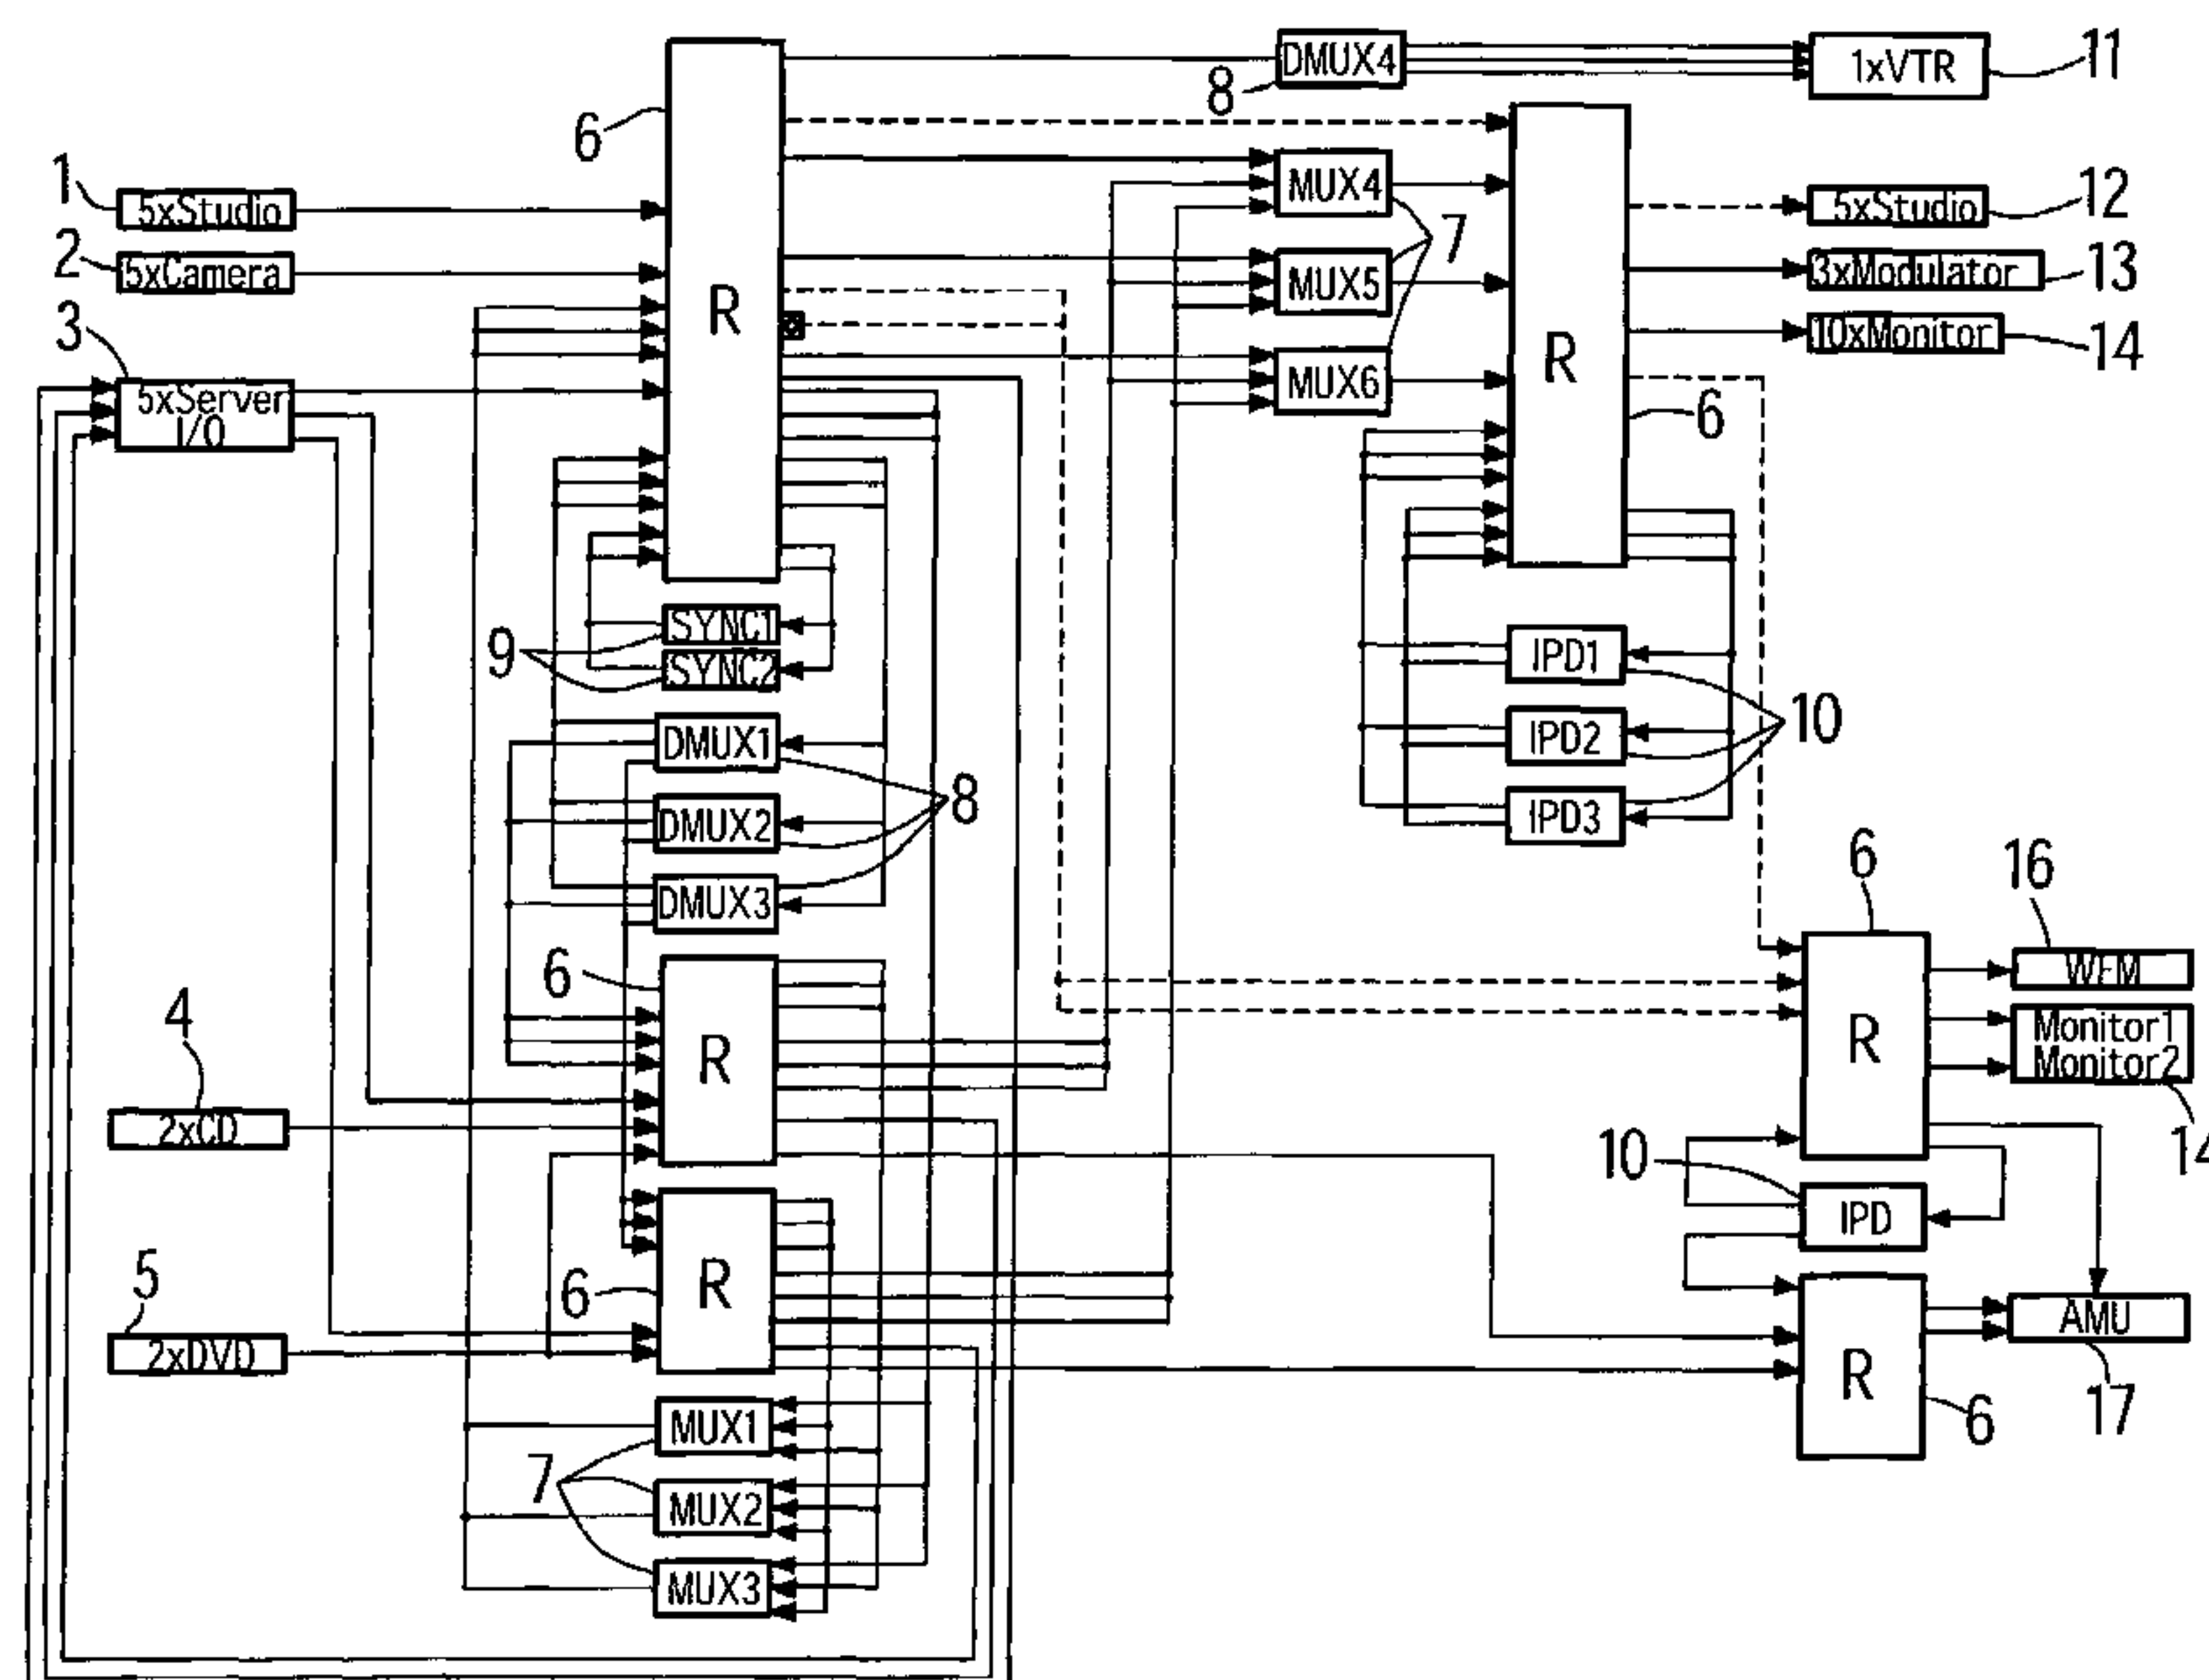 DMUX4
8
1xVTR
11
6
R
1
5xStudio
2
5xCamera
3
5xServer
I/O
MUX4
MUX5
MUX6
7
R
6
5xStudio
12
3xModulator
13
10xMonitor
14
SYNC1
SYNC2
9
DMUX1
DMUX2
DMUX3
8
IPD1
IPD2
IPD3
10
6
R
4
2xCD
6
R
5
2xDVD
MUX1
MUX2
MUX3
7
6
R
16
WFM
Monitor1
Monitor2
14
10
IPD
R
6
AMU
17